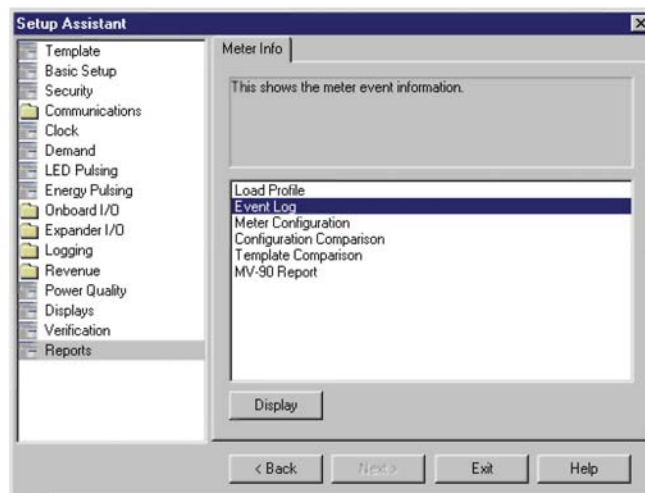 Setup Assistant
Template
Basic Setup
Security
Communications
Clock
Demand
LED Pulsing
Energy Pulsing
Onboard I/O
Expander I/O
Logging
Revenue
Power Quality
Displays
Verification
Reports
Meter Info
This shows the meter event information.
Load Profile
Event Log
Meter Configuration
Configuration Comparison
Template Comparison
MV-90 Report
Display
< Back
Next >
Exit
Help